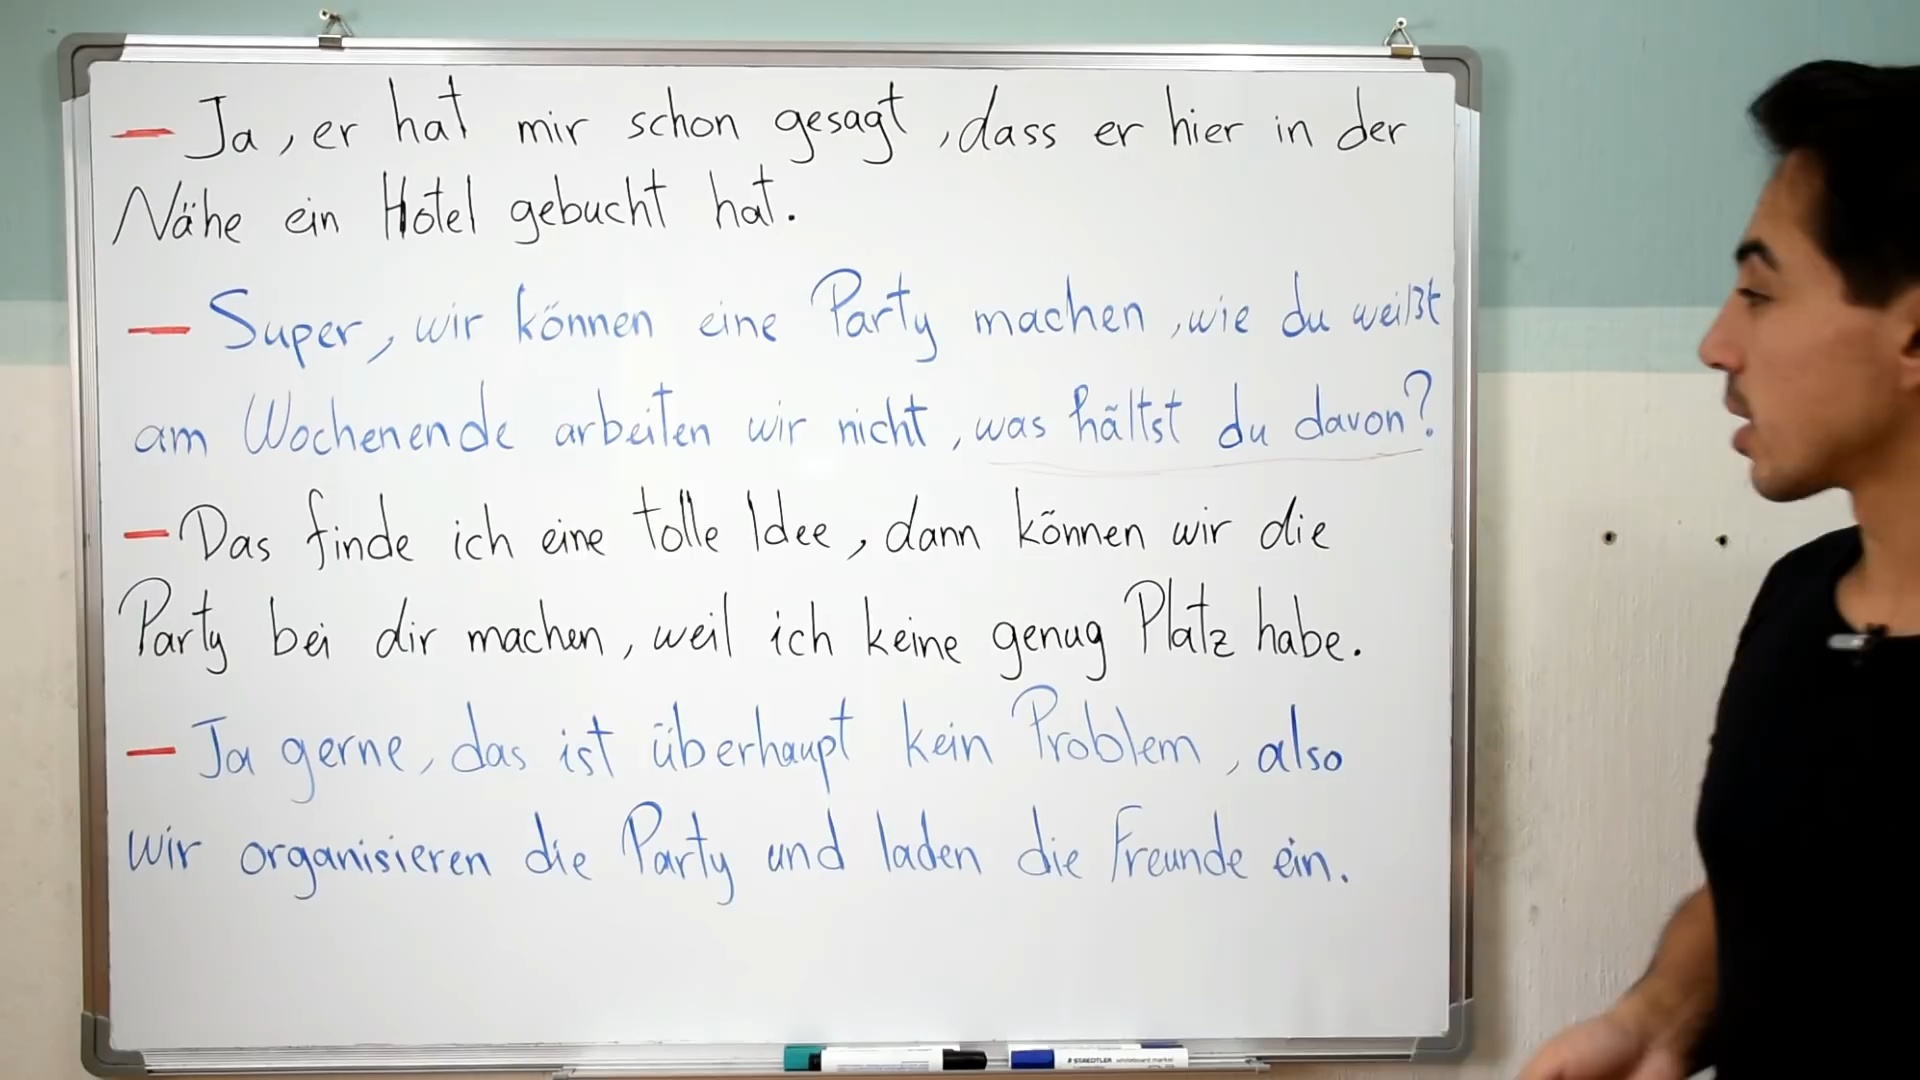 — Ja, er hat mir schon gesagt, dass er hier in der
Nähe ein Hotel gebucht hat.
— Super, wir können eine Party machen, wie du weißt
am Wochenende arbeiten wir nicht, was hältst du davon?
— Das finde ich eine tolle Idee, dann können wir die
Party bei dir machen, weil ich keine genug Platz habe.
— Ja gerne, das ist überhaupt kein Problem, also
wir organisieren die Party und laden die Freunde ein.
STAEDTLER whiteboard marker